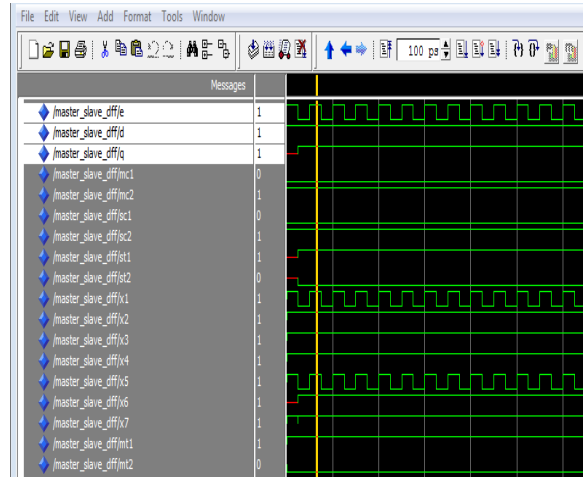 File Edit View Add Format Tools Window
100 ps
Messages
/master_slave_dff/e 1
/master_slave_dff/d 1
/master_slave_dff/q 1
/master_slave_dff/mc1 0
/master_slave_dff/mc2 1
/master_slave_dff/sc1 0
/master_slave_dff/sc2 1
/master_slave_dff/st1 1
/master_slave_dff/st2 0
/master_slave_dff/x1 1
/master_slave_dff/x2 1
/master_slave_dff/x3 1
/master_slave_dff/x4 1
/master_slave_dff/x5 1
/master_slave_dff/x6 1
/master_slave_dff/x7 1
/master_slave_dff/mt1 1
/master_slave_dff/mt2 0